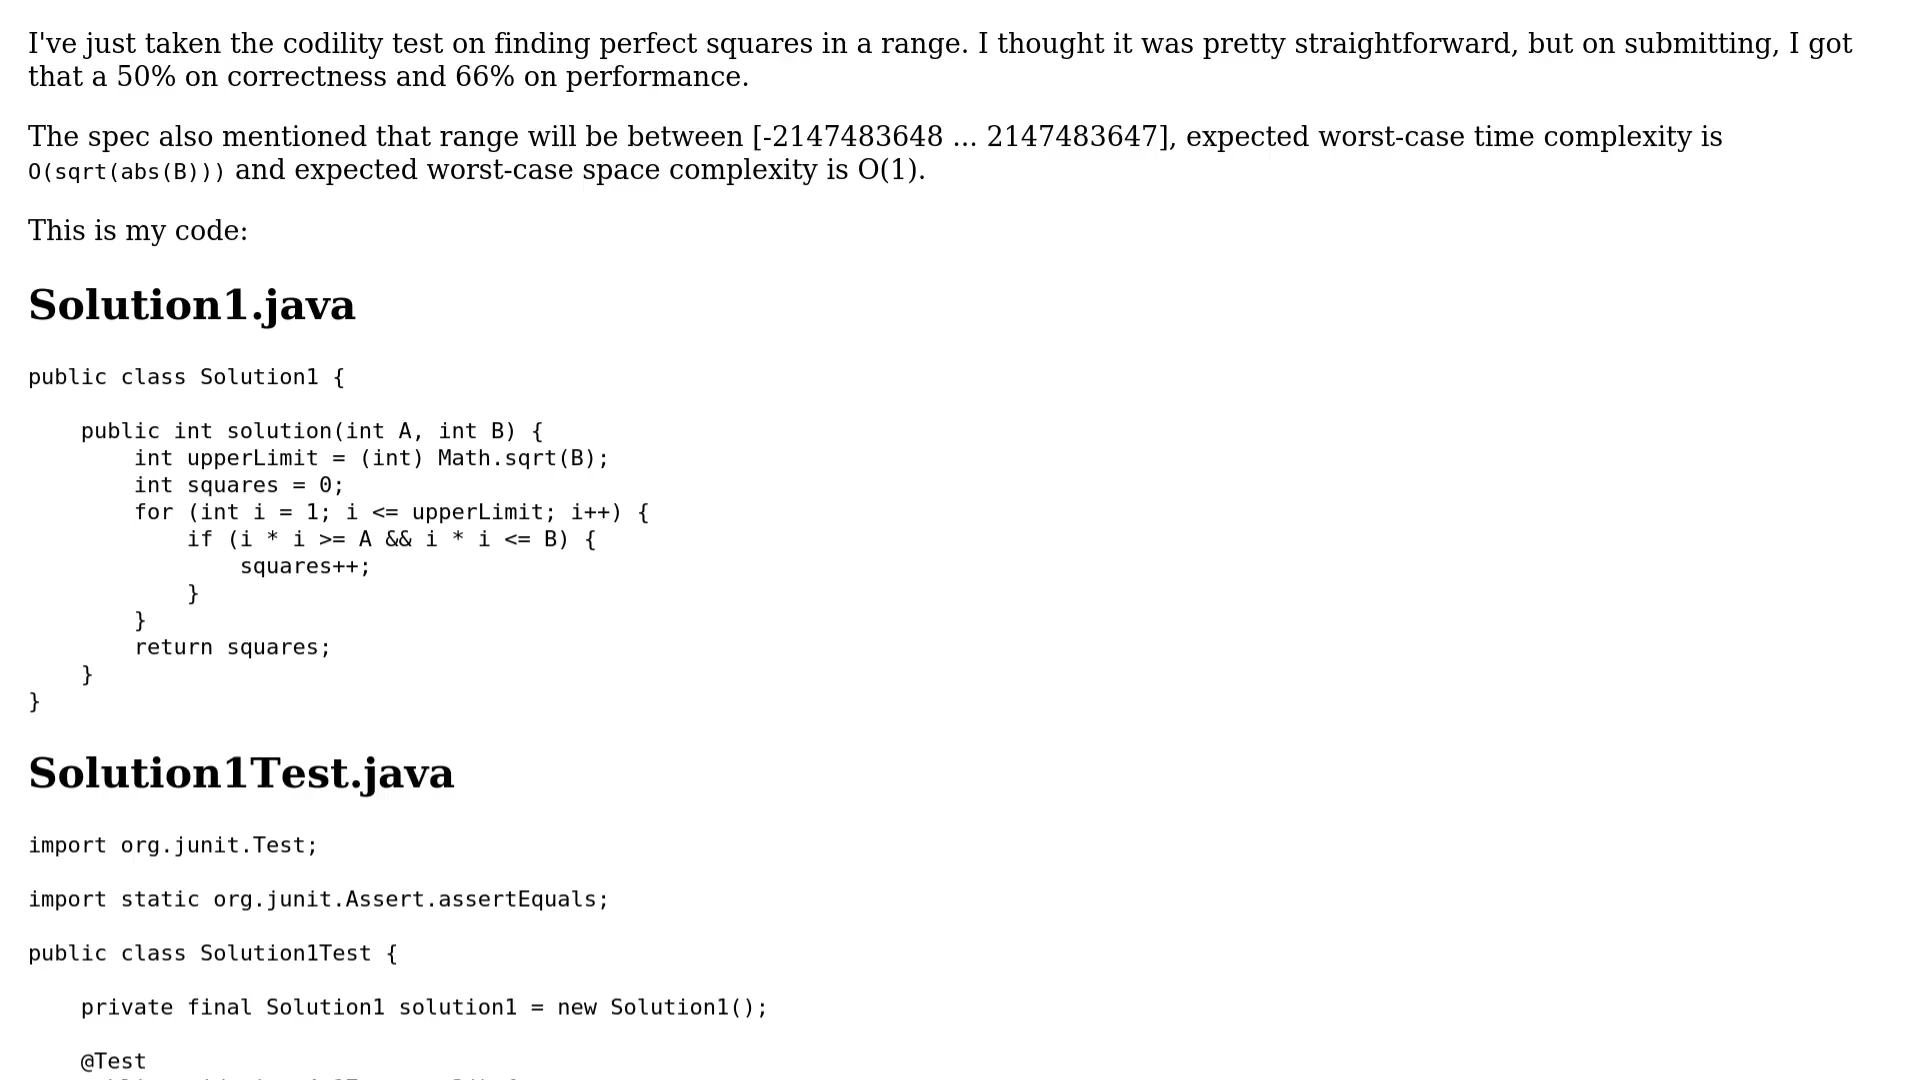 I've just taken the codility test on finding perfect squares in a range. I thought it was pretty straightforward, but on submitting, I got
that a 50% on correctness and 66% on performance.
The spec also mentioned that range will be between [-2147483648 ... 2147483647], expected worst-case time complexity is
O(sqrt(abs(B))) and expected worst-case space complexity is O(1).
This is my code:
Solution1.java
public class Solution1 {
    public int solution(int A, int B) {
        int upperLimit = (int) Math.sqrt(B);
        int squares = 0;
        for (int i = 1; i <= upperLimit; i++) {
            if (i * i >= A && i * i <= B) {
                squares++;
            }
        }
        return squares;
    }
}
Solution1Test.java
import org.junit.Test;
import static org.junit.Assert.assertEquals;
public class Solution1Test {
    private final Solution1 solution1 = new Solution1();
    @Test